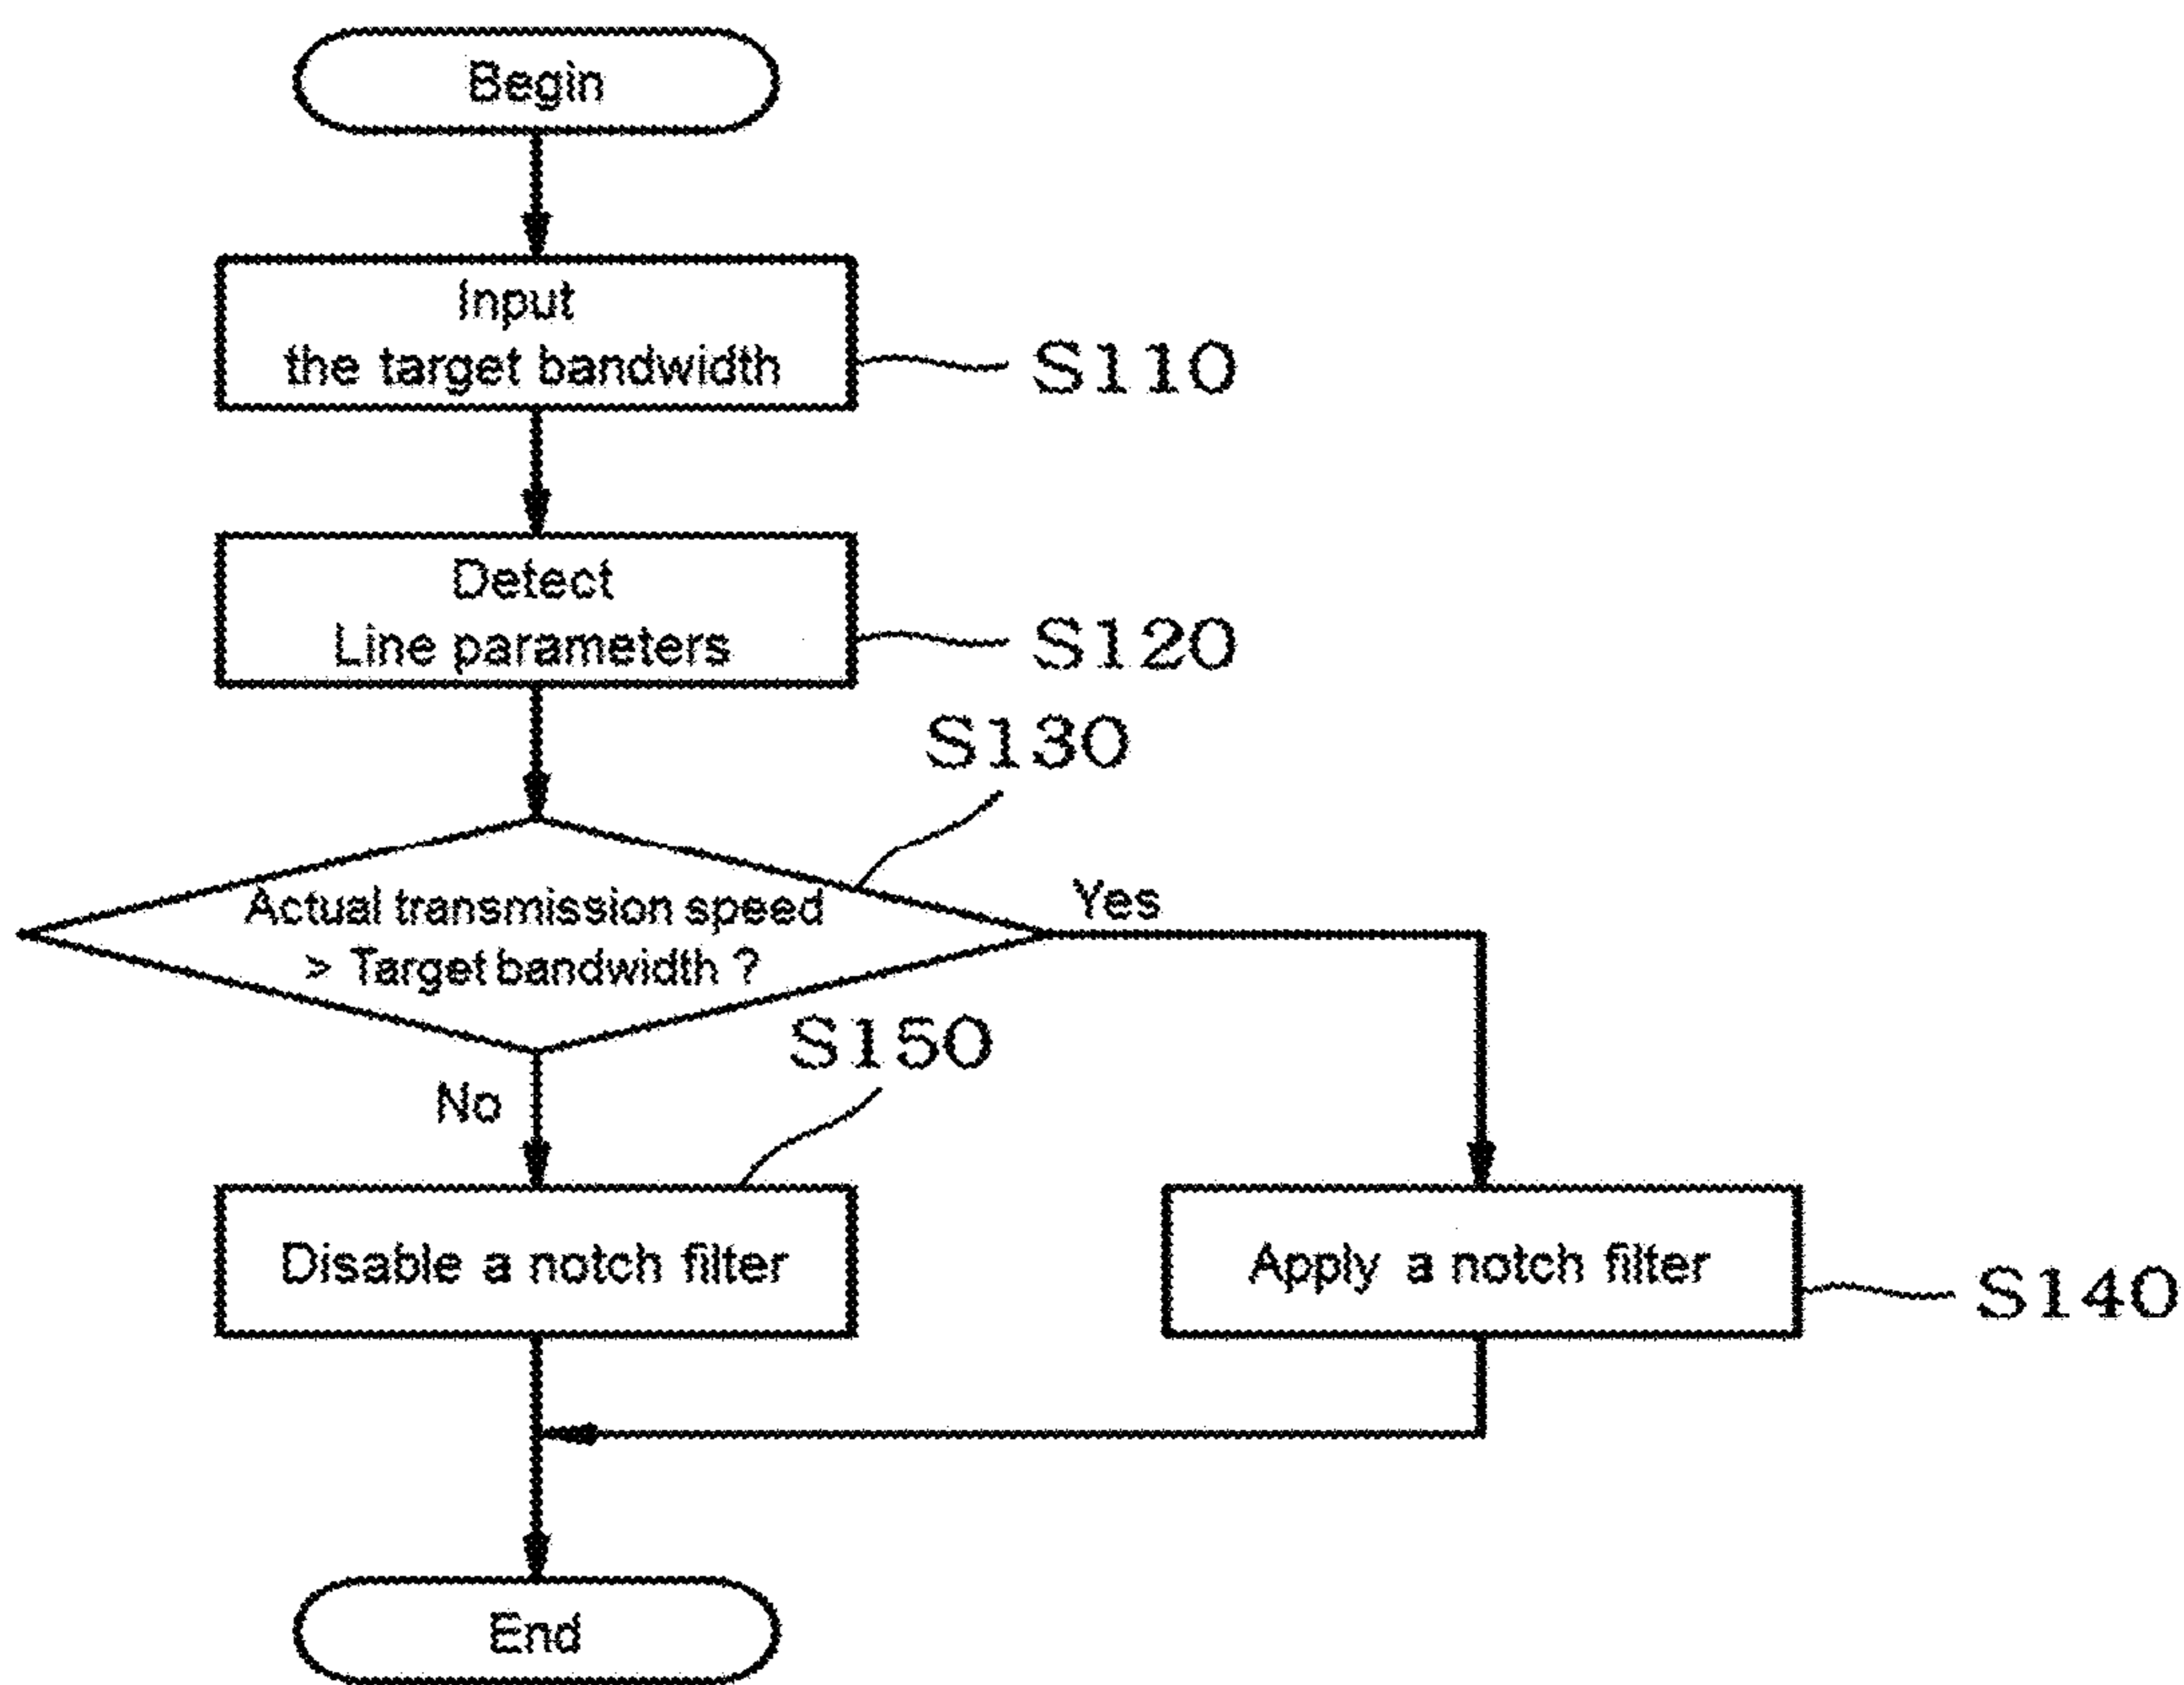 Begin
Input
the target bandwidth
S110
Detect
Line parameters
S120
S130
Actual transmission speed
> Target bandwidth ?
Yes
No
S150
Disable a notch filter
Apply a notch filter
S140
End